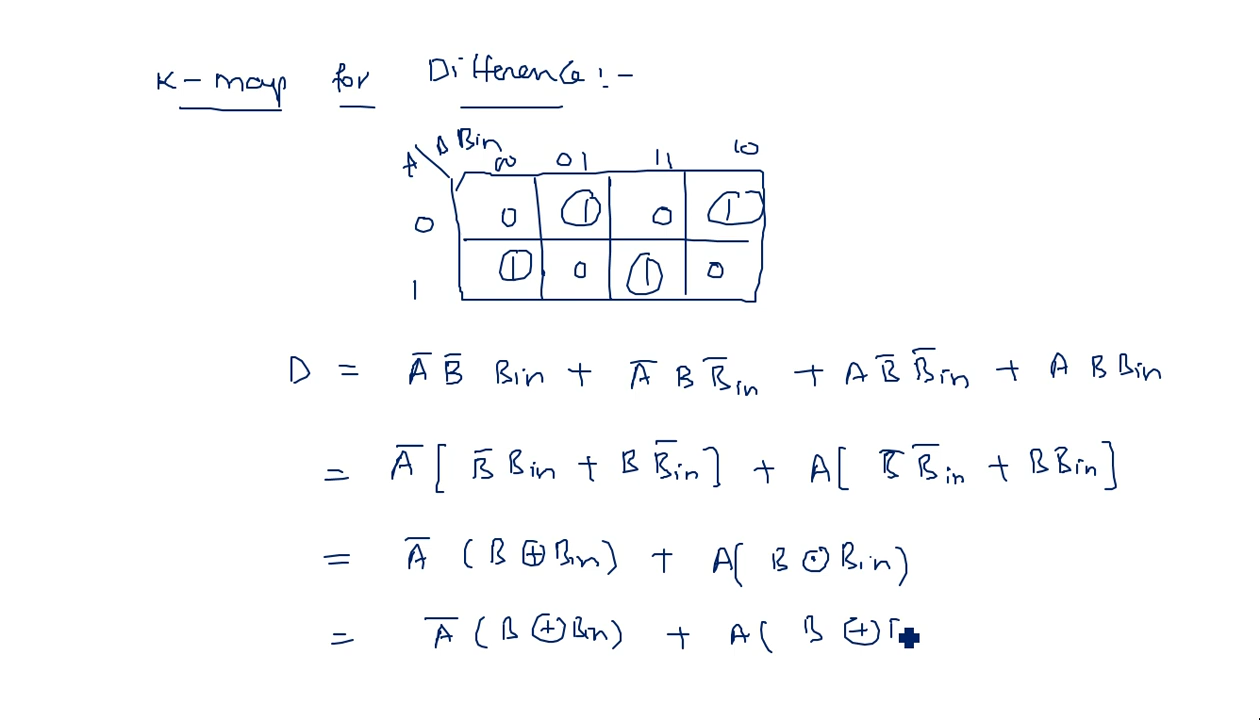 K-map for Difference:-
A \ B Bin 00 01 11 10
0 0 1 0 1
1 1 0 1 0
D = A̅ B̅ Bin + A̅ B B̅in + A B̅ B̅in + A B Bin
= A̅ [ B̅ Bin + B B̅in ] + A [ B̅ B̅in + B Bin ]
= A̅ ( B ⊕ Bin ) + A ( B ⊙ Bin )
= A̅ ( B ⊕ Bin ) + A ( B ⊕